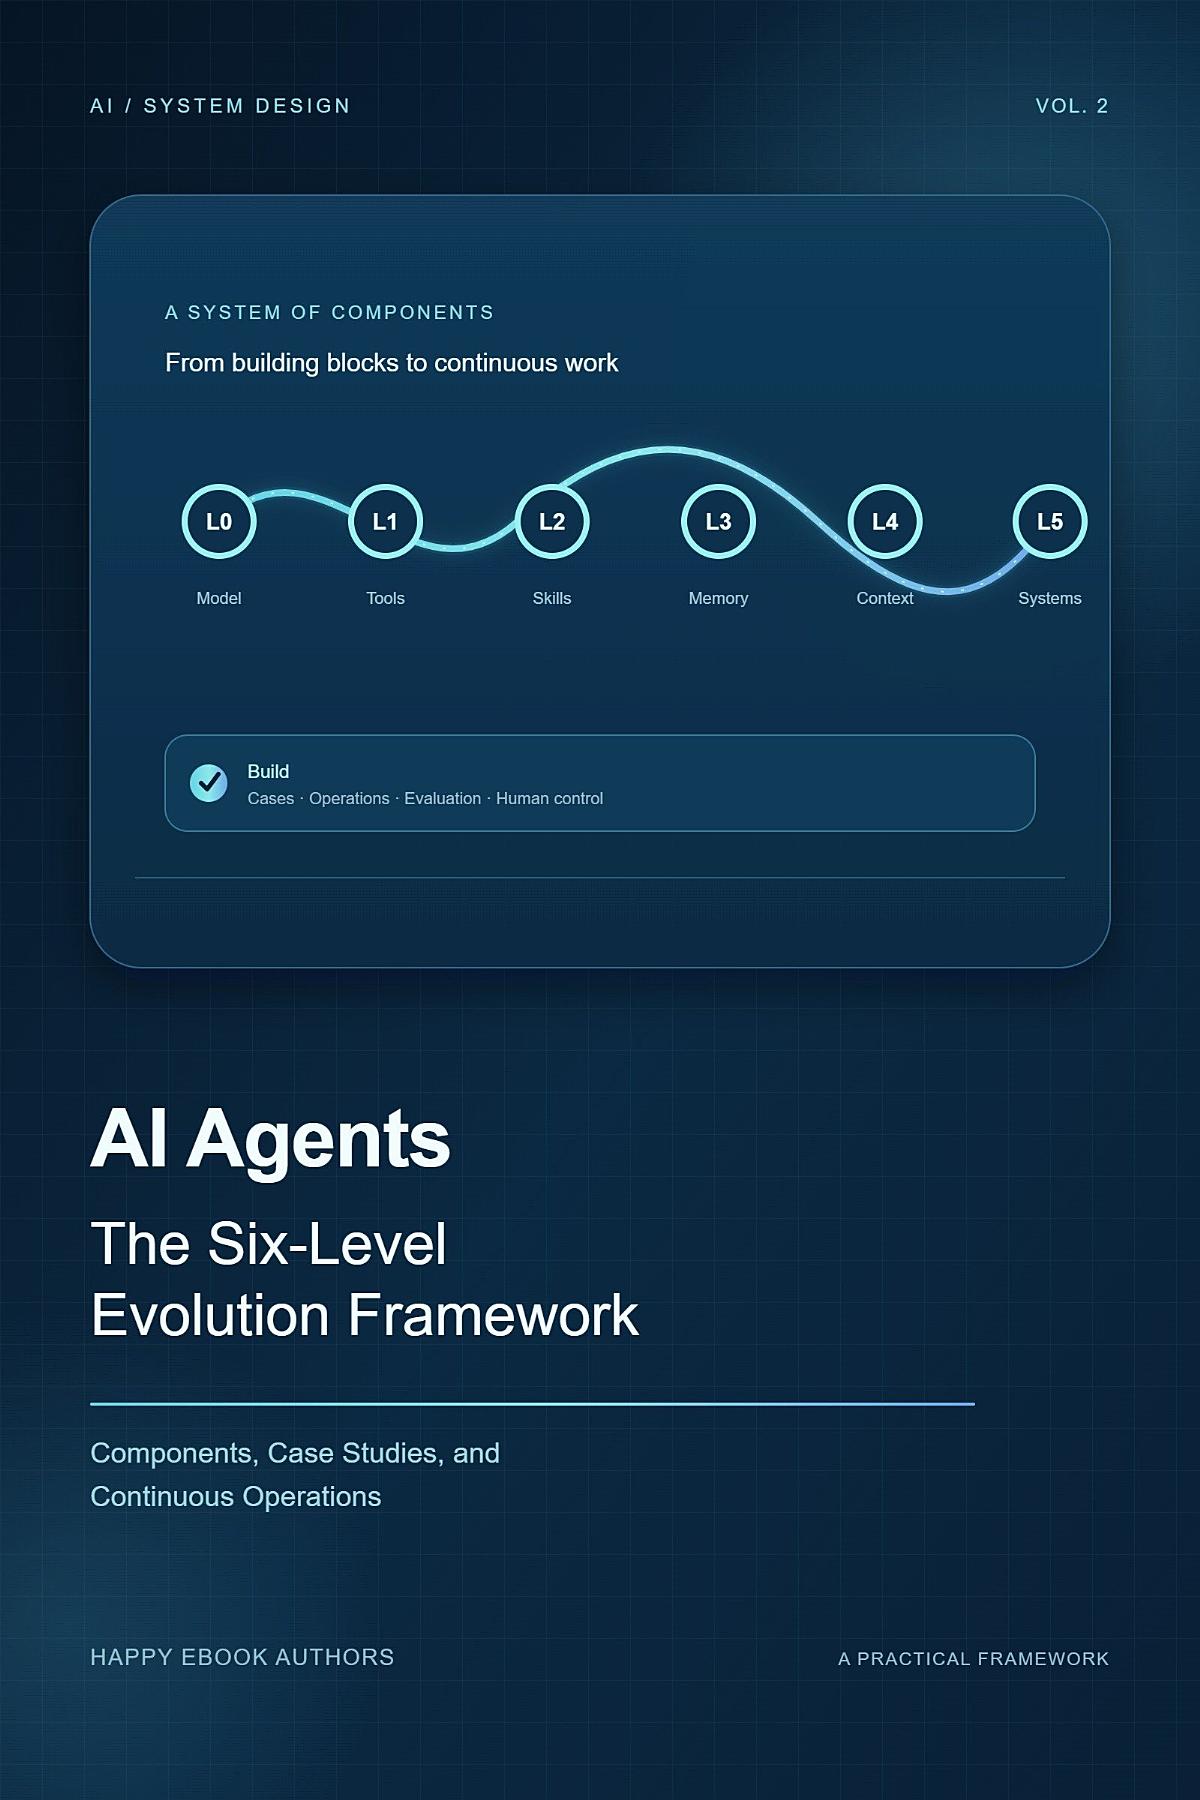 AI / SYSTEM DESIGN
VOL. 2
A SYSTEM OF COMPONENTS
From building blocks to continuous work
L0
L1
L2
L3
L4
L5
Model
Tools
Skills
Memory
Context
Systems
Build
Cases · Operations · Evaluation · Human control
AI Agents
The Six-Level
Evolution Framework
Components, Case Studies, and
Continuous Operations
HAPPY EBOOK AUTHORS
A PRACTICAL FRAMEWORK